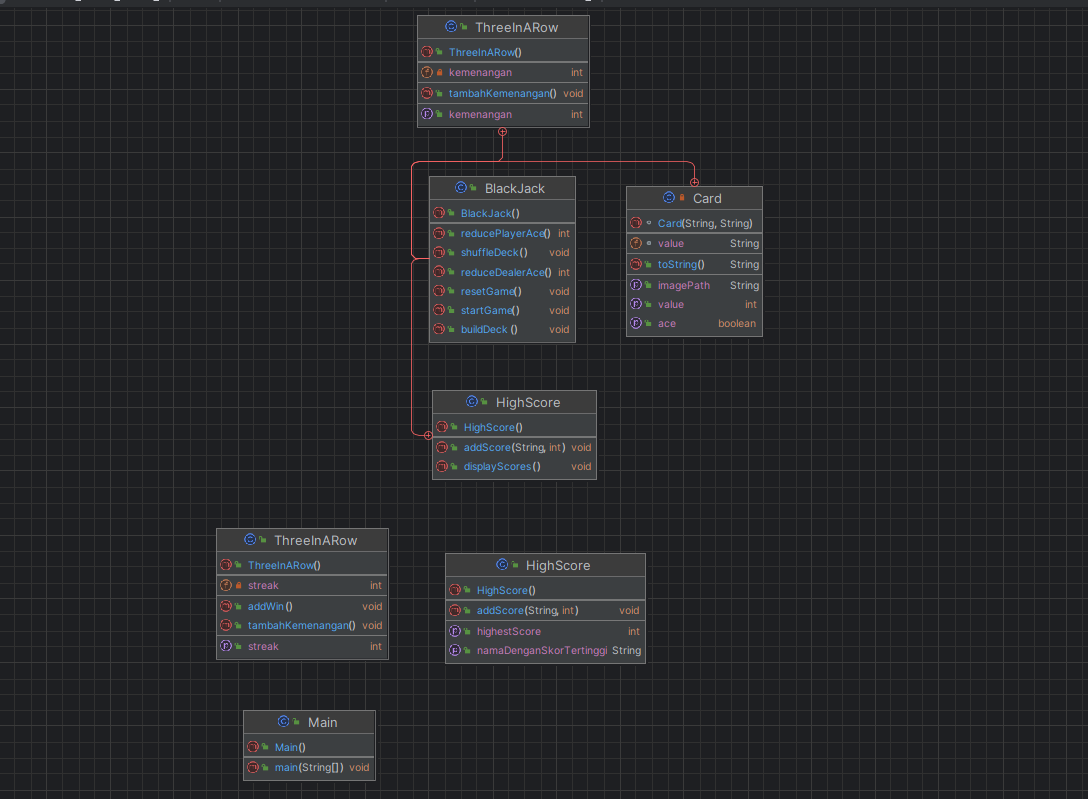 ThreeInARow
ThreeInARow()
kemenangan int
tambahKemenangan() void
kemenangan int
BlackJack
BlackJack()
reducePlayerAce() int
shuffleDeck() void
reduceDealerAce() int
resetGame() void
startGame() void
buildDeck () void
Card
Card(String, String)
value String
toString() String
imagePath String
value int
ace boolean
HighScore
HighScore()
addScore(String, int) void
displayScores() void
ThreeInARow
ThreeInARow()
streak int
addWin() void
tambahKemenangan() void
streak int
HighScore
HighScore()
addScore(String, int) void
highestScore int
namaDenganSkorTertinggi String
Main
Main()
main(String[]) void